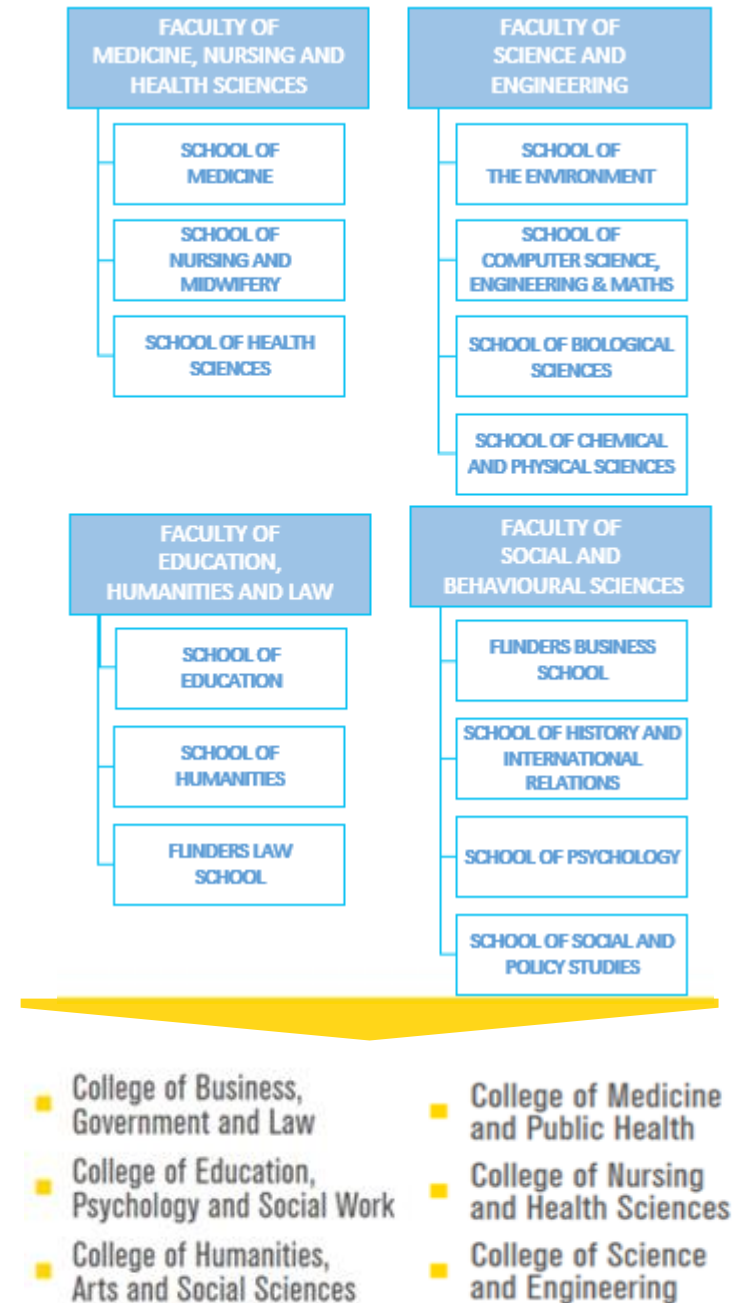 FACULTY OF
MEDICINE, NURSING AND
HEALTH SCIENCES
SCHOOL OF
MEDICINE
SCHOOL OF
NURSING AND
MIDWIFERY
SCHOOL OF HEALTH
SCIENCES
FACULTY OF
SCIENCE AND
ENGINEERING
SCHOOL OF
THE ENVIRONMENT
SCHOOL OF
COMPUTER SCIENCE,
ENGINEERING & MATHS
SCHOOL OF BIOLOGICAL
SCIENCES
SCHOOL OF CHEMICAL
AND PHYSICAL SCIENCES
FACULTY OF
EDUCATION,
HUMANITIES AND LAW
SCHOOL OF
EDUCATION
SCHOOL OF
HUMANITIES
FLINDERS LAW
SCHOOL
FACULTY OF
SOCIAL AND
BEHAVIOURAL SCIENCES
FLINDERS BUSINESS
SCHOOL
SCHOOL OF HISTORY AND
INTERNATIONAL
RELATIONS
SCHOOL OF PSYCHOLOGY
SCHOOL OF SOCIAL AND
POLICY STUDIES
College of Business,
Government and Law
College of Education,
Psychology and Social Work
College of Humanities,
Arts and Social Sciences
College of Medicine
and Public Health
College of Nursing
and Health Sciences
College of Science
and Engineering